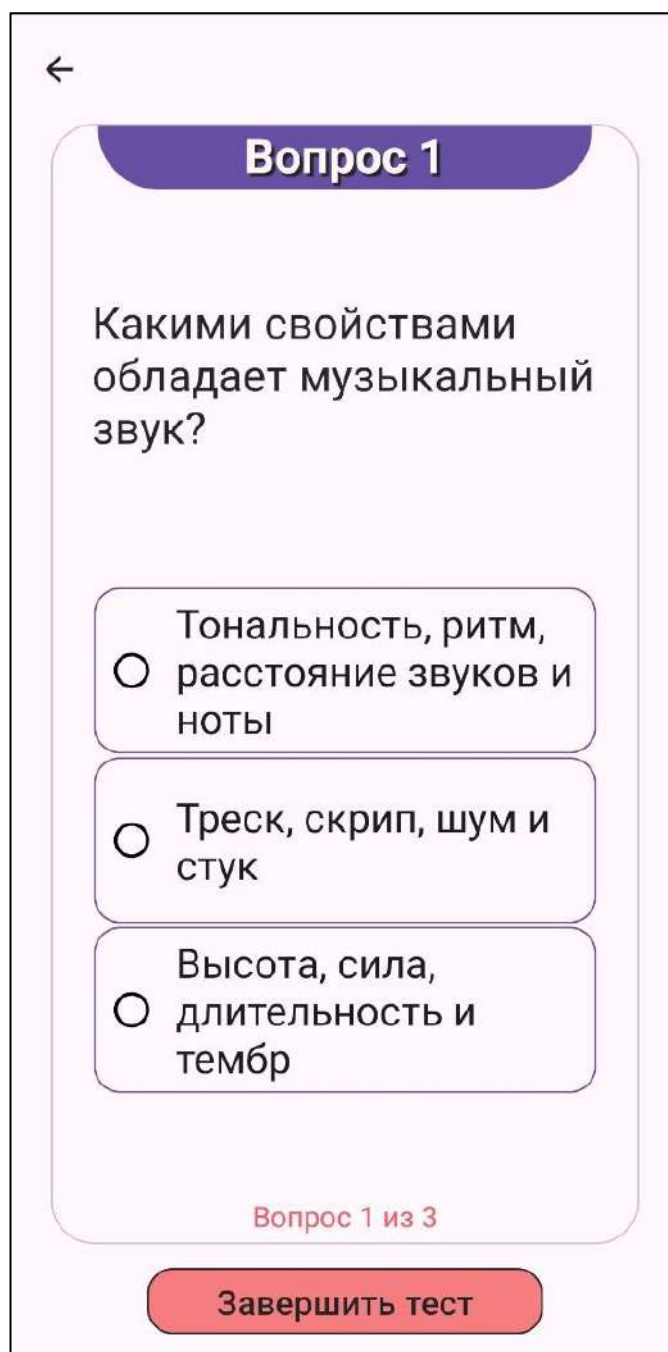 Вопрос 1
Какими свойствами
обладает музыкальный
звук?
Тональность, ритм,
расстояние звуков и
ноты
Треск, скрип, шум и
стук
Высота, сила,
длительность и
тембр
Вопрос 1 из 3
Завершить тест